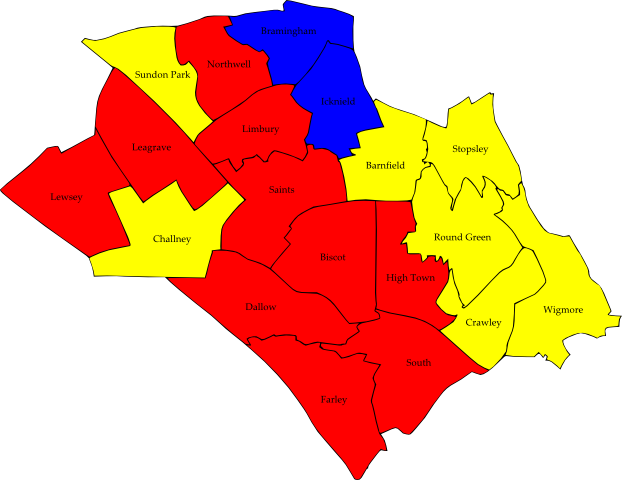 Bramingham
Northwell
Sundon Park
Icknield
Limbury
Leagrave
Stopsley
Barnfield
Saints
Lewsey
Challney
Round Green
Biscot
High Town
Dallow
Wigmore
Crawley
South
Farley